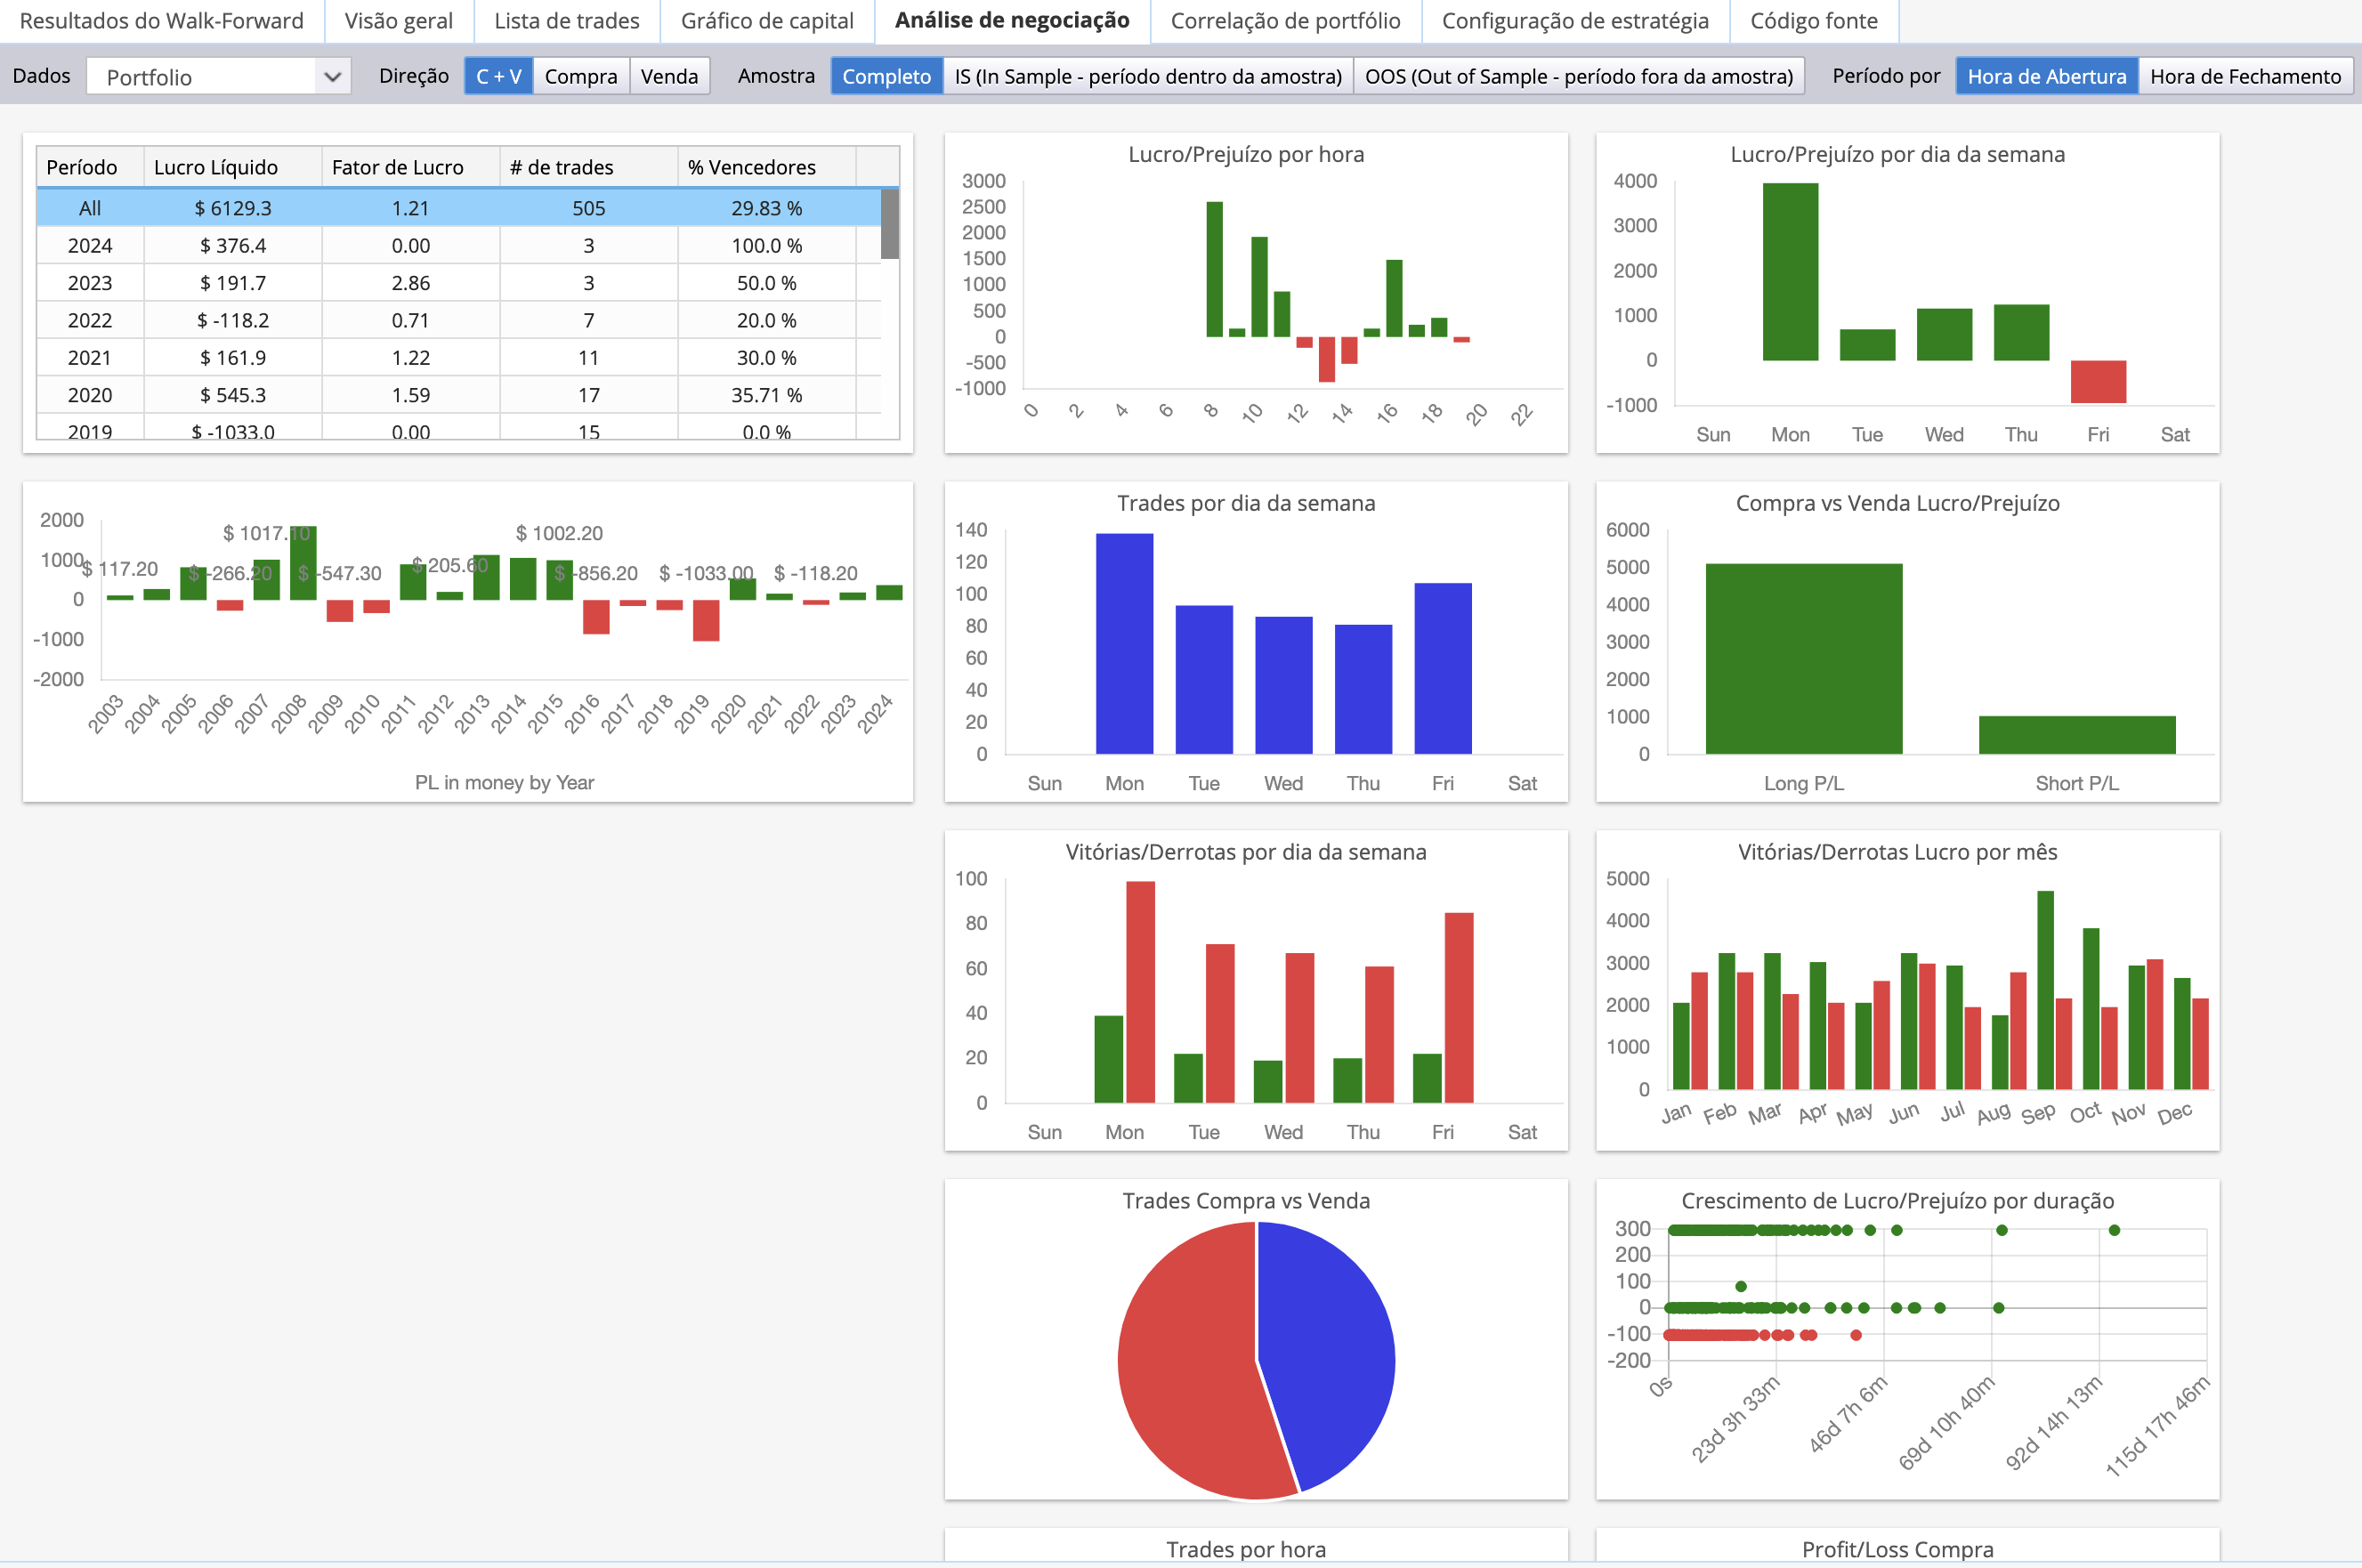 Resultados do Walk-Forward Visão geral Lista de trades Gráfico de capital Análise de negociação Correlação de portfólio Configuração de estratégia Código fonte
Dados Portfolio Direção C + V Compra Venda Amostra Completo IS (In Sample - período dentro da amostra) OOS (Out of Sample - período fora da amostra) Período por Hora de Abertura Hora de Fechamento
Período Lucro Líquido Fator de Lucro # de trades % Vencedores
All $ 6129.3 1.21 505 29.83 %
2024 $ 376.4 0.00 3 100.0 %
2023 $ 191.7 2.86 3 50.0 %
2022 $ -118.2 0.71 7 20.0 %
2021 $ 161.9 1.22 11 30.0 %
2020 $ 545.3 1.59 17 35.71 %
2019 $ -1033.0 0.00 15 0.0 %
Lucro/Prejuízo por hora
3000
2500
2000
1500
1000
500
0
-500
-1000
0 2 4 6 8 10 12 14 16 18 20 22
Lucro/Prejuízo por dia da semana
4000
3000
2000
1000
0
-1000
Sun Mon Tue Wed Thu Fri Sat
2000
1000
0
-1000
-2000
$ 117.20 $ -266.20 $ 1017.10 $ -547.30 $ 205.60 $ 1002.20 $ -856.20 $ -1033.00 $ -118.20
2003 2004 2005 2006 2007 2008 2009 2010 2011 2012 2013 2014 2015 2016 2017 2018 2019 2020 2021 2022 2023 2024
PL in money by Year
Trades por dia da semana
140
120
100
80
60
40
20
0
Sun Mon Tue Wed Thu Fri Sat
Compra vs Venda Lucro/Prejuízo
6000
5000
4000
3000
2000
1000
0
Long P/L Short P/L
Vitórias/Derrotas por dia da semana
100
80
60
40
20
0
Sun Mon Tue Wed Thu Fri Sat
Vitórias/Derrotas Lucro por mês
5000
4000
3000
2000
1000
0
Jan Feb Mar Apr May Jun Jul Aug Sep Oct Nov Dec
Trades Compra vs Venda
Crescimento de Lucro/Prejuízo por duração
300
200
100
0
-100
-200
0s 23d 3h 33m 46d 7h 6m 69d 10h 40m 92d 14h 13m 115d 17h 46m
Trades por hora
Profit/Loss Compra